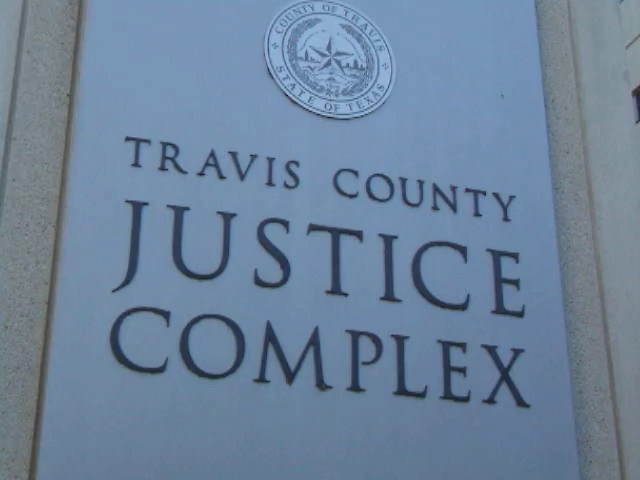 COUNTY OF TRAVIS
STATE OF TEXAS
TRAVIS COUNTY
JUSTICE
COMPLEX